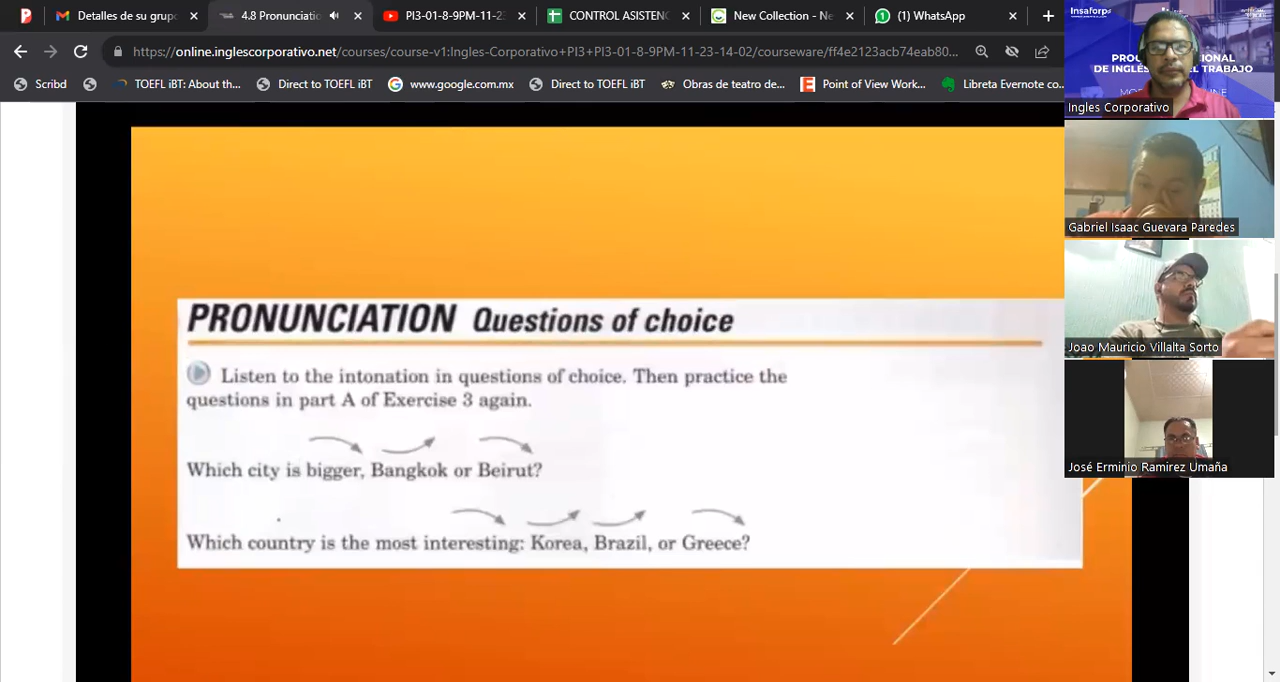 Detalles de su grupo
4.8 Pronunciatio
PI3-01-8-9PM-11-23
CONTROL ASISTENC
New Collection - Ne
(1) WhatsApp
https://online.inglescorporativo.net/courses/course-v1:Ingles-Corporativo+PI3+PI3-01-8-9PM-11-23-14-02/courseware/ff4e2123acb74eab80...
Scribd
TOEFL iBT: About th...
Direct to TOEFL iBT
www.google.com.mx
Direct to TOEFL iBT
Obras de teatro de...
Point of View Work...
Libreta Evernote co...
Insaforp
DE INGLÉS TRABAJO
Ingles Corporativo
Gabriel Isaac Guevara Paredes
Joao Mauricio Villalta Sorto
José Erminio Ramirez Umaña
PRONUNCIATION Questions of choice
Listen to the intonation in questions of choice. Then practice the
questions in part A of Exercise 3 again.
Which city is bigger, Bangkok or Beirut?
Which country is the most interesting: Korea, Brazil, or Greece?